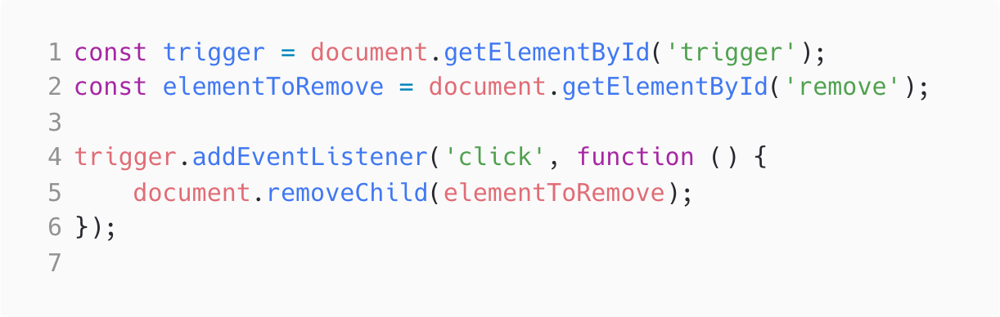 1 const trigger = document.getElementById('trigger');
2 const elementToRemove = document.getElementById('remove');
3
4 trigger.addEventListener('click', function () {
5     document.removeChild(elementToRemove);
6 });
7